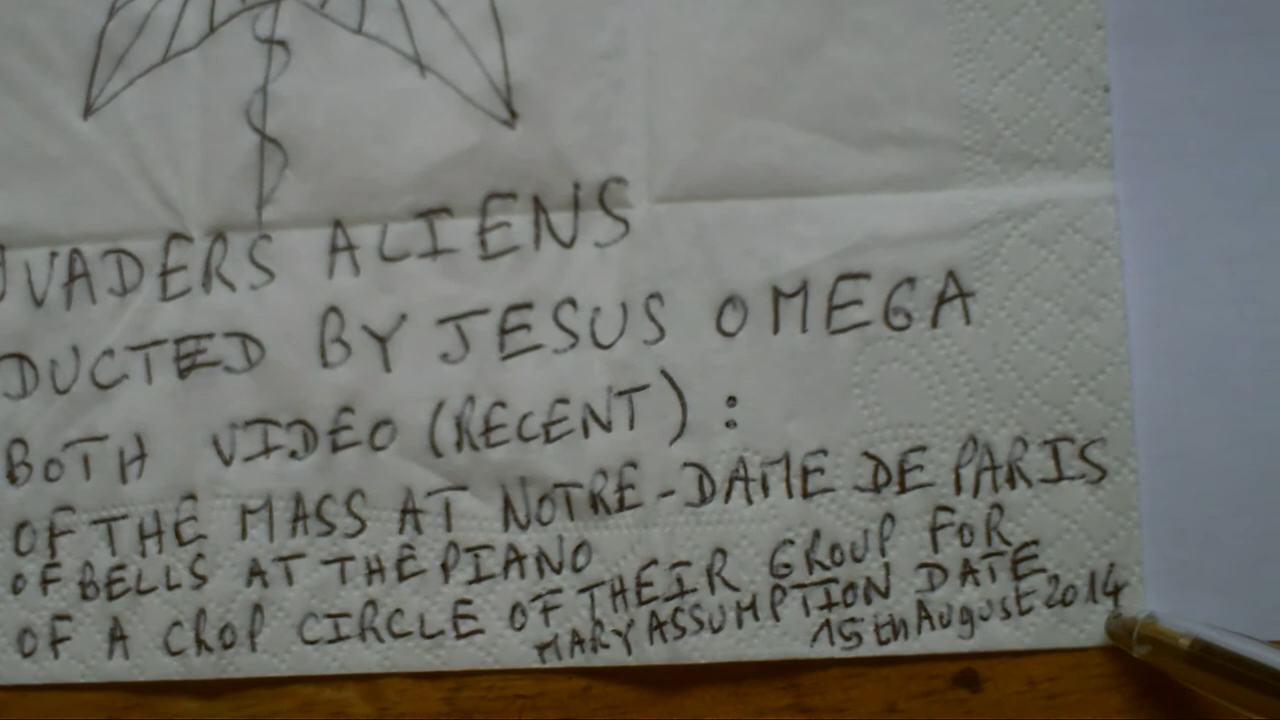 VADERS ALIENS
DUCTED BY JESUS OMEGA
BOTH VIDEO (RECENT) :
OF THE MASS AT NOTRE-DAME DE PARIS
OF BELLS AT THE PIANO
OF A CROP CIRCLE OF THEIR GROUP FOR
MARY ASSUMPTION DATE
15th AugusE 2014